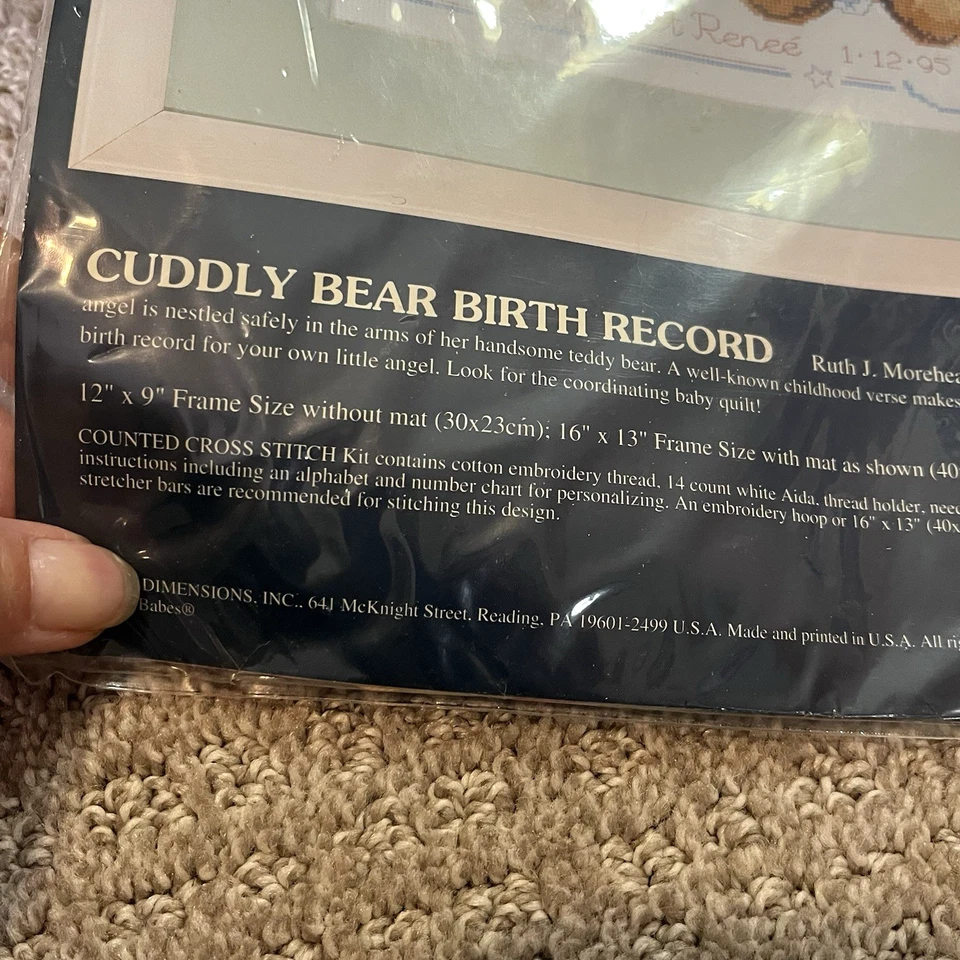 Reneé 1·12·95
CUDDLY BEAR BIRTH RECORD Ruth J. Morehea
angel is nestled safely in the arms of her handsome teddy bear. A well-known childhood verse makes
birth record for your own little angel. Look for the coordinating baby quilt!
12" x 9" Frame Size without mat (30x23cm); 16" x 13" Frame Size with mat as shown (40
COUNTED CROSS STITCH Kit contains cotton embroidery thread, 14 count white Aida, thread holder, need
instructions including an alphabet and number chart for personalizing. An embroidery hoop or 16" x 13" (40x
stretcher bars are recommended for stitching this design.
DIMENSIONS, INC., 641 McKnight Street, Reading, PA 19601-2499 U.S.A. Made and printed in U.S.A. All rig
Babes®